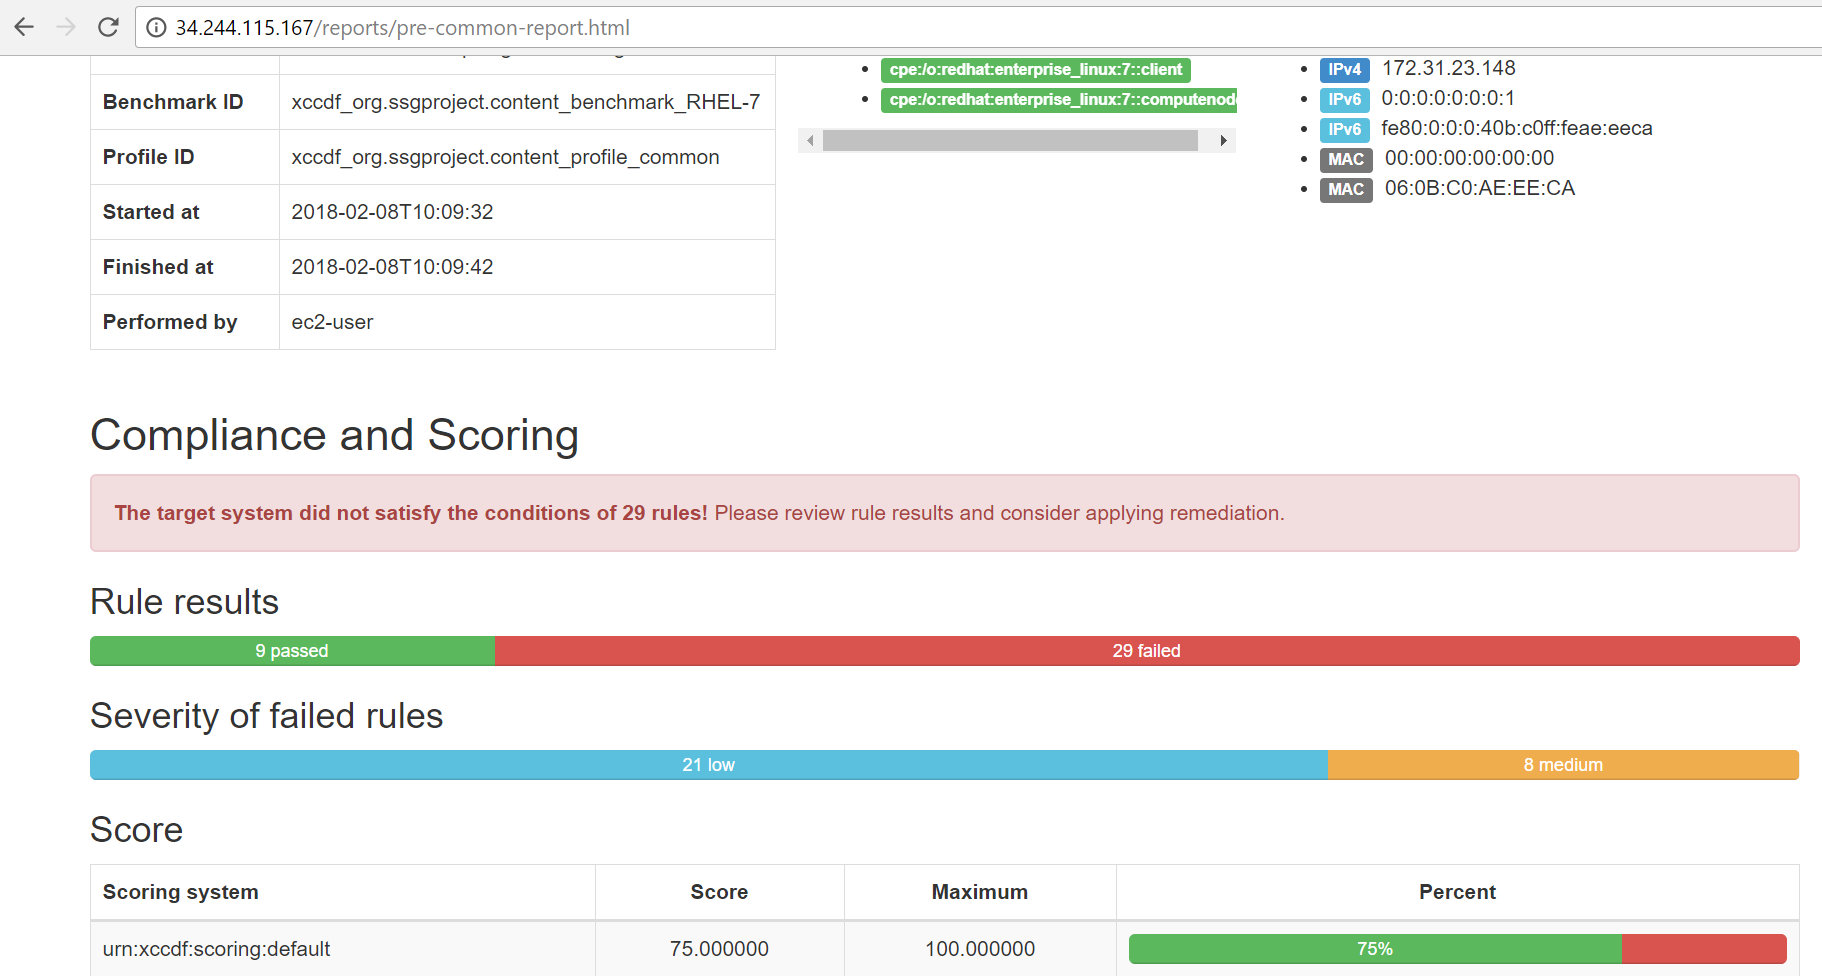 34.244.115.167/reports/pre-common-report.html
Benchmark ID xccdf_org.ssgproject.content_benchmark_RHEL-7
Profile ID xccdf_org.ssgproject.content_profile_common
Started at 2018-02-08T10:09:32
Finished at 2018-02-08T10:09:42
Performed by ec2-user
cpe:/o:redhat:enterprise_linux:7::client
cpe:/o:redhat:enterprise_linux:7::computenod
IPv4 172.31.23.148
IPv6 0:0:0:0:0:0:0:1
IPv6 fe80:0:0:0:40b:c0ff:feae:eeca
MAC 00:00:00:00:00:00
MAC 06:0B:C0:AE:EE:CA
Compliance and Scoring
The target system did not satisfy the conditions of 29 rules! Please review rule results and consider applying remediation.
Rule results
9 passed 29 failed
Severity of failed rules
21 low 8 medium
Score
Scoring system Score Maximum Percent
urn:xccdf:scoring:default 75.000000 100.000000 75%